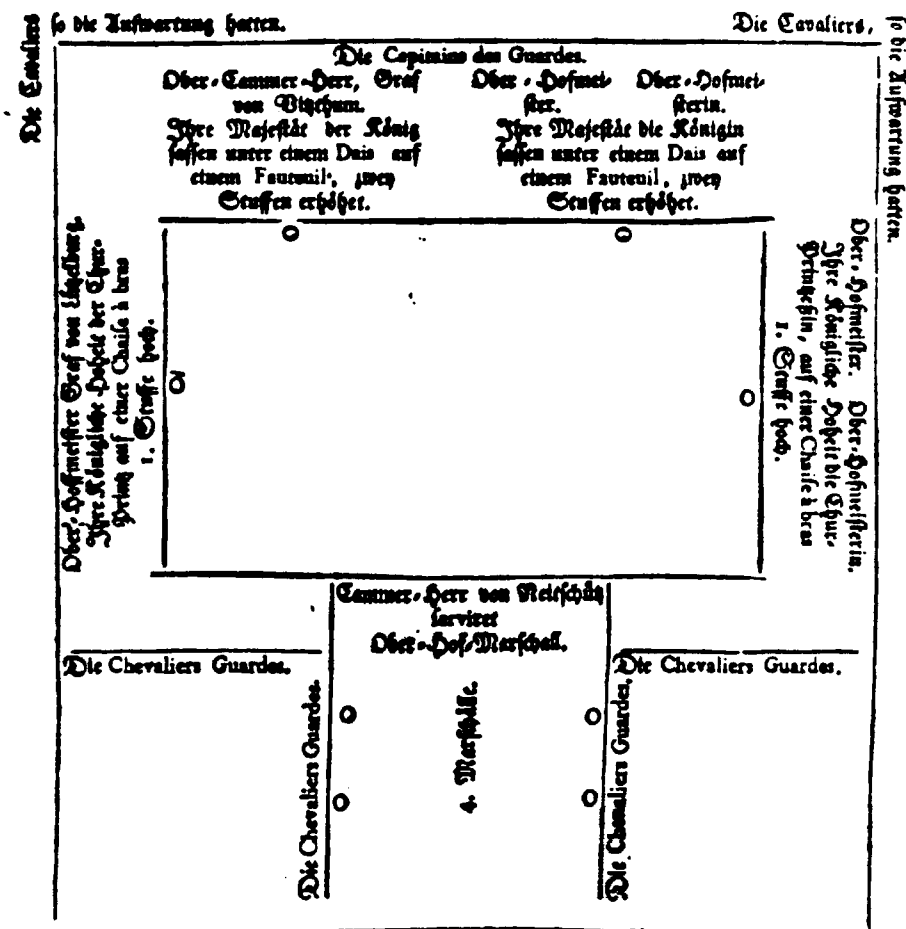 Die Cavaliers
so die Aufwartung hatten.
Die Cavaliers,
so die Aufwartung hatten.
Die Capitains des Guardes.
Ober-Cammer-Herr, Graf
von Vitzthum.
Ihre Majestät der König
sassen unter einem Dais auf
einem Fauteuil, zwey
Stuffen erhöhet.
Ober-Hofmei-
ster.
Ober-Hofmei-
sterin.
Ihre Majestät die Königin
sassen unter einem Dais auf
einem Fauteuil, zwey
Stuffen erhöhet.
Ober-Hoffmeister Graf von Lützelburg.
Ihre Königliche Hoheit der Chur-
Printz auf einer Chaise à bras
1. Stuffe hoch.
Ober-Hofmeister. Ober-Hofmeisterin.
Ihre Königliche Hoheit die Chur-
Printzeßin, auf einer Chaise à bras
1. Stuffe hoch.
Cammer-Herr von Neitschütz
serviret
Ober-Hof-Marschall.
Die Chevaliers Guardes.
Die Chevaliers Guardes.
Die Chevaliers Guardes.
4. Marschälle.
Die Chevaliers Guardes.